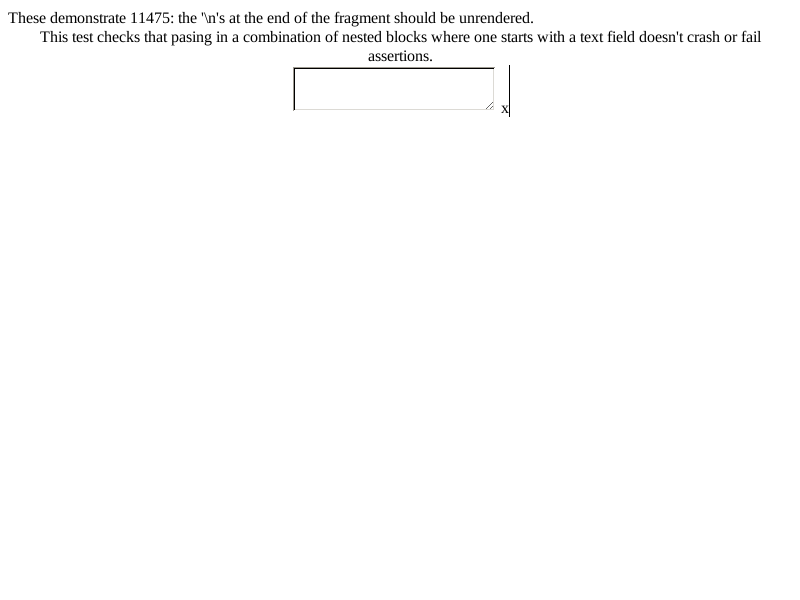 These demonstrate 11475: the '\n's at the end of the fragment should be unrendered.
This test checks that pasing in a combination of nested blocks where one starts with a text field doesn't crash or fail
assertions.
x